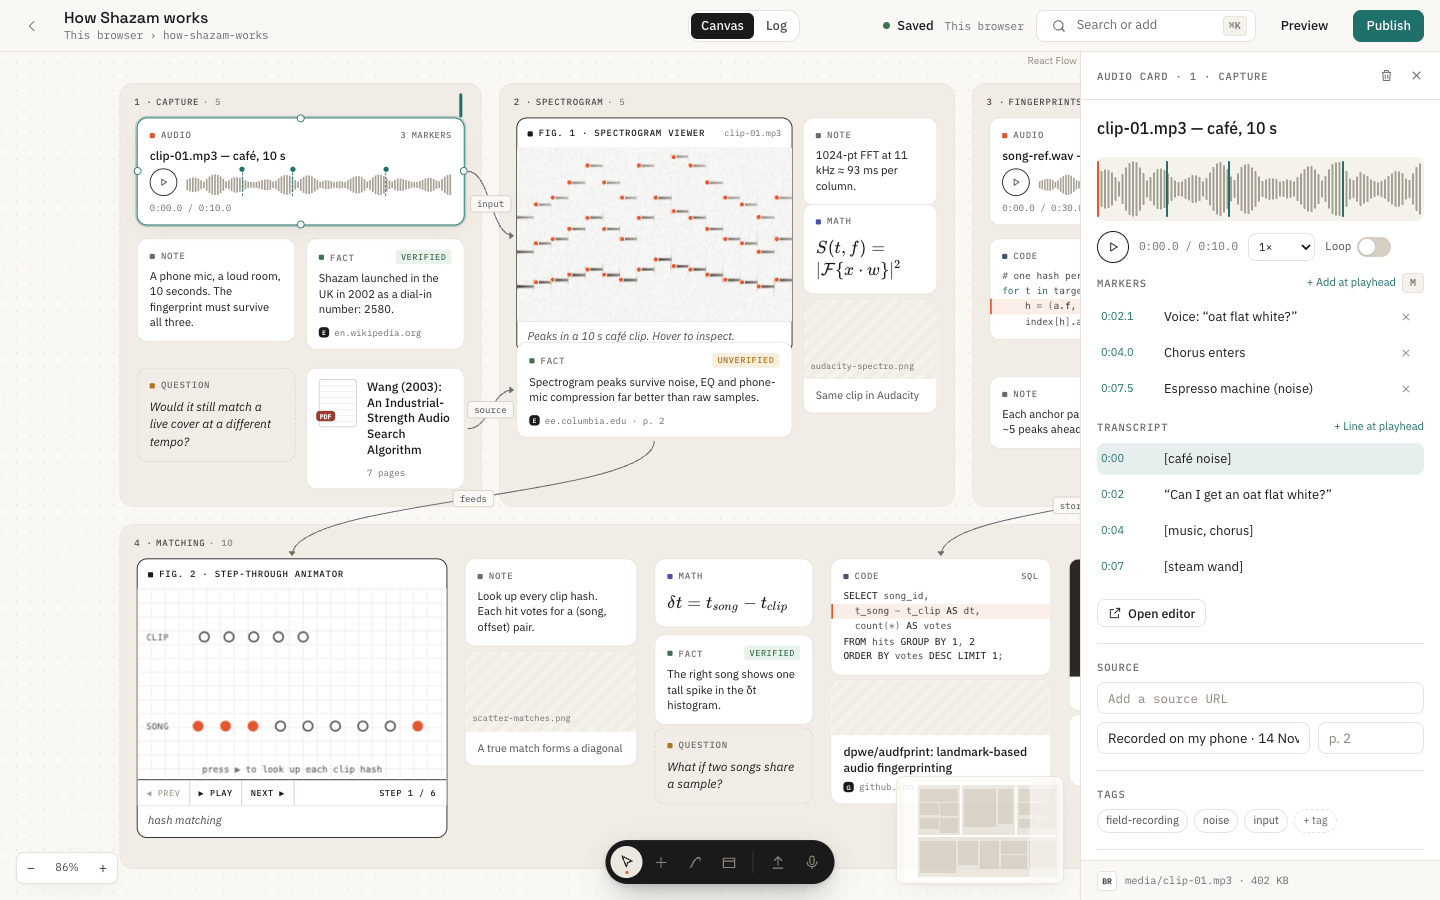 How Shazam works
This browser › how-shazam-works
Canvas
Log
Saved
This browser
Search or add
⌘K
Preview
Publish
React Flow
1 · CAPTURE · 5
AUDIO
3 MARKERS
clip-01.mp3 — café, 10 s
0:00.0 / 0:10.0
NOTE
A phone mic, a loud room,
10 seconds. The
fingerprint must survive
all three.
FACT
VERIFIED
Shazam launched in the
UK in 2002 as a dial-in
number: 2580.
E en.wikipedia.org
QUESTION
Would it still match a
live cover at a different
tempo?
PDF
Wang (2003):
An Industrial-
Strength Audio
Search
Algorithm
7 pages
input
source
feeds
2 · SPECTROGRAM · 5
FIG. 1 · SPECTROGRAM VIEWER
clip-01.mp3
Peaks in a 10 s café clip. Hover to inspect.
FACT
UNVERIFIED
Spectrogram peaks survive noise, EQ and phone-
mic compression far better than raw samples.
E ee.columbia.edu · p. 2
NOTE
1024-pt FFT at 11
kHz ≈ 93 ms per
column.
MATH
S(t, f) =
|ℱ{x · w}|²
audacity-spectro.png
Same clip in Audacity
3 · FINGERPRINTS
AUDIO
song-ref.wav -
0:00.0 / 0:30.
CODE
# one hash per
for t in targe
h = (a.f,
index[h].a
NOTE
Each anchor pa
~5 peaks ahead
stor
4 · MATCHING · 10
FIG. 2 · STEP-THROUGH ANIMATOR
CLIP
SONG
press ▶ to look up each clip hash
◀ PREV
▶ PLAY
NEXT ▶
STEP 1 / 6
hash matching
NOTE
Look up every clip hash.
Each hit votes for a (song,
offset) pair.
scatter-matches.png
A true match forms a diagonal
MATH
δt = t_song − t_clip
FACT
VERIFIED
The right song shows one
tall spike in the δt
histogram.
QUESTION
What if two songs share
a sample?
CODE
SQL
SELECT song_id,
t_song − t_clip AS dt,
count(*) AS votes
FROM hits GROUP BY 1, 2
ORDER BY votes DESC LIMIT 1;
dpwe/audfprint: landmark-based
audio fingerprinting
G github.com
− 86% +
AUDIO CARD · 1 · CAPTURE
clip-01.mp3 — café, 10 s
0:00.0 / 0:10.0
1×
Loop
MARKERS
+ Add at playhead
M
0:02.1 Voice: “oat flat white?” ×
0:04.0 Chorus enters ×
0:07.5 Espresso machine (noise) ×
TRANSCRIPT
+ Line at playhead
0:00 [café noise]
0:02 “Can I get an oat flat white?”
0:04 [music, chorus]
0:07 [steam wand]
Open editor
SOURCE
Add a source URL
Recorded on my phone · 14 Nov
p. 2
TAGS
field-recording
noise
input
+ tag
BR media/clip-01.mp3 · 402 KB